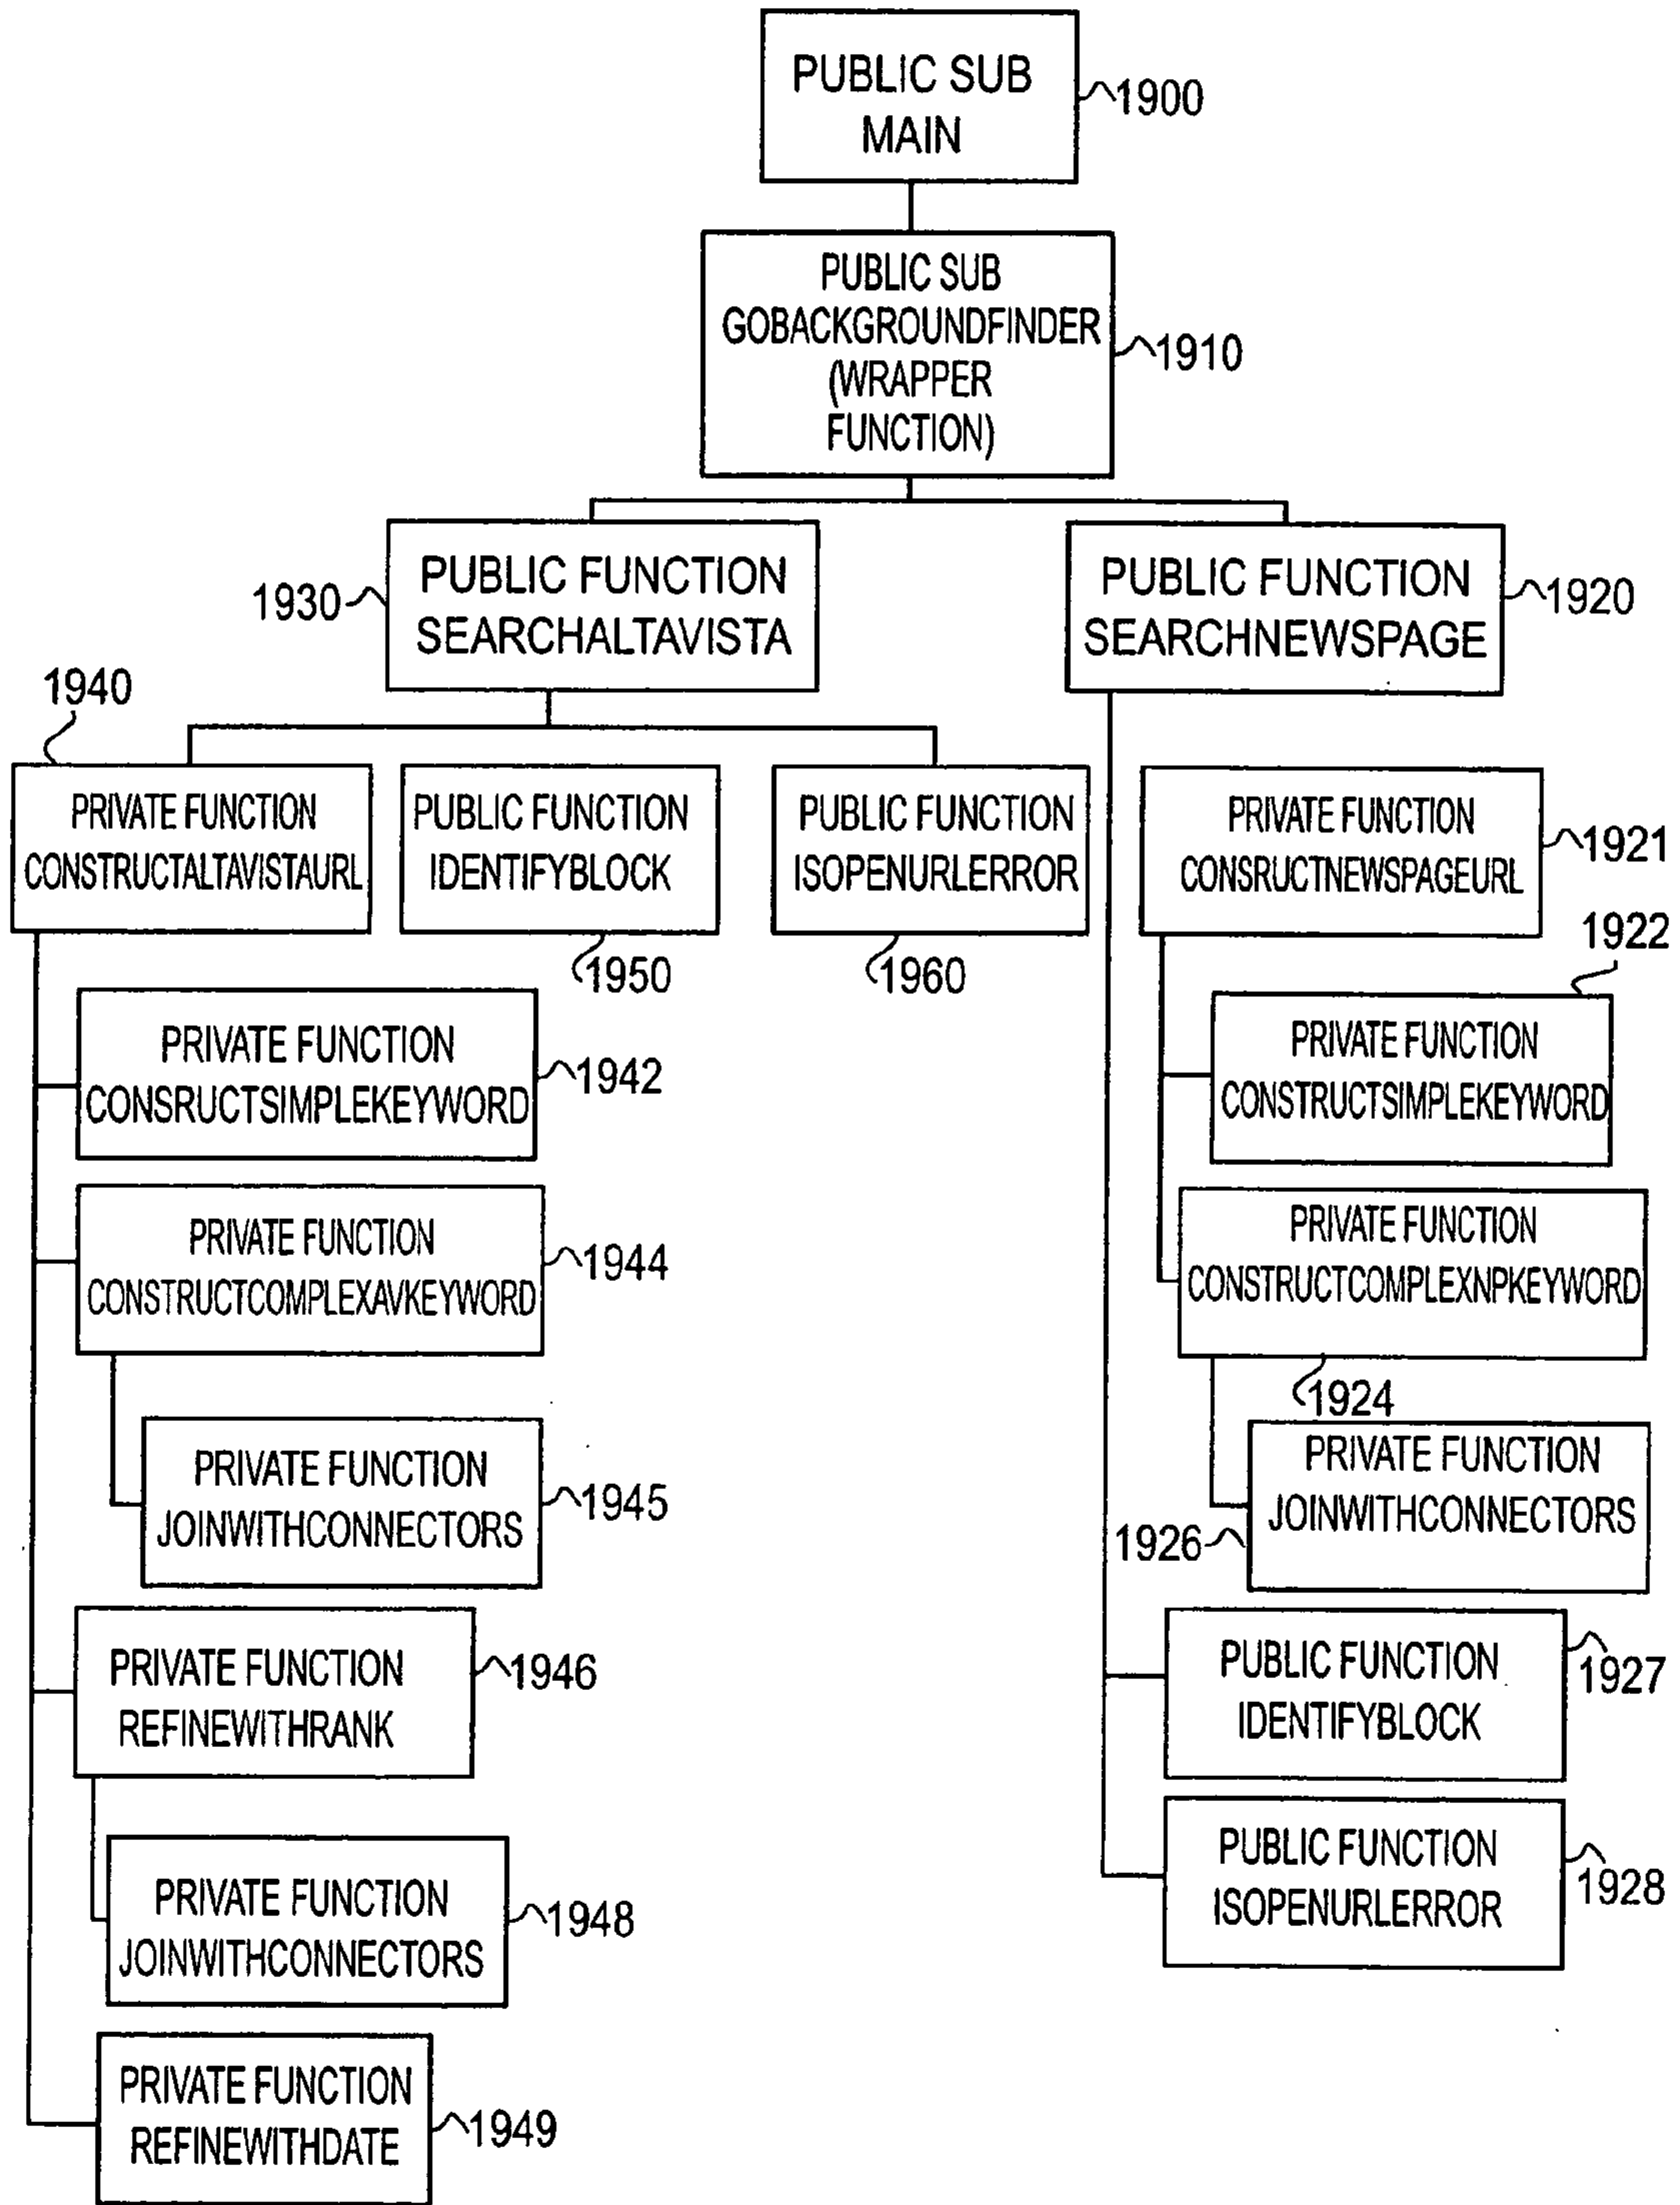 PUBLIC SUB
MAIN
1900
PUBLIC SUB
GOBACKGROUNDFINDER
(WRAPPER
FUNCTION)
1910
PUBLIC FUNCTION
SEARCHALTAVISTA
1930
PUBLIC FUNCTION
SEARCHNEWSPAGE
1920
1940
PRIVATE FUNCTION
CONSTRUCTALTAVISTAURL
PUBLIC FUNCTION
IDENTIFYBLOCK
1950
PUBLIC FUNCTION
ISOPENURLERROR
1960
PRIVATE FUNCTION
CONSRUCTNEWSPAGEURL
1921
1922
PRIVATE FUNCTION
CONSRUCTSIMPLEKEYWORD
1942
PRIVATE FUNCTION
CONSTRUCTSIMPLEKEYWORD
PRIVATE FUNCTION
CONSTRUCTCOMPLEXAVKEYWORD
1944
PRIVATE FUNCTION
CONSTRUCTCOMPLEXNPKEYWORD
1924
PRIVATE FUNCTION
JOINWITHCONNECTORS
1945
PRIVATE FUNCTION
JOINWITHCONNECTORS
1926
PRIVATE FUNCTION
REFINEWITHRANK
1946
PUBLIC FUNCTION
IDENTIFYBLOCK
1927
PRIVATE FUNCTION
JOINWITHCONNECTORS
1948
PUBLIC FUNCTION
ISOPENURLERROR
1928
PRIVATE FUNCTION
REFINEWITHDATE
1949